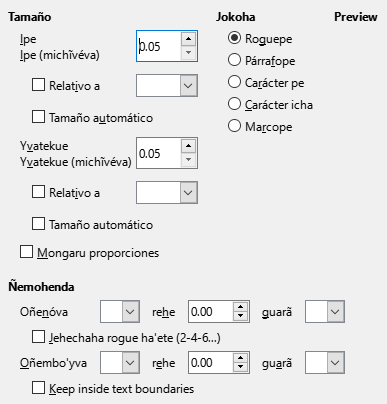 Tamaño Jokoha Preview
Ipe 0.05 Roguepe
Ipe (michĩvéva) Párrafope
Relativo a Carácter pe
Tamaño automático Carácter icha
Yvatekue 0.05 Marcope
Yvatekue (michĩvéva)
Relativo a
Tamaño automático
Mongaru proporciones
Ñemohenda
Oñenóva rehe 0.00 guarã
Jehechaha rogue ha'ete (2-4-6...)
Oñembo'yva rehe 0.00 guarã
Keep inside text boundaries